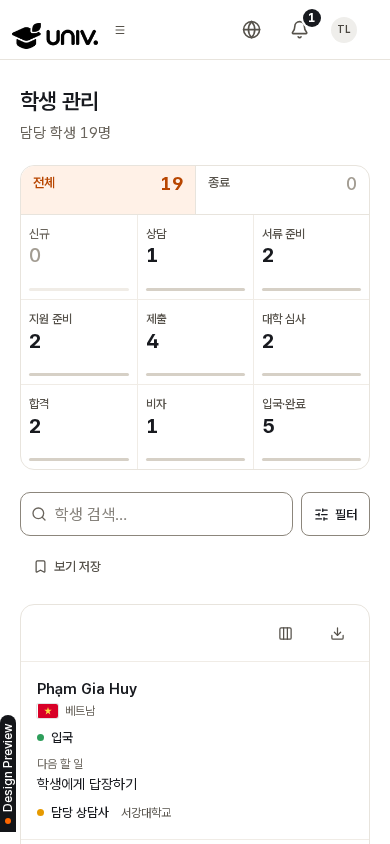 UNIV.
1
TL
학생 관리
담당 학생 19명
전체 19
종료 0
신규
0
상담
1
서류 준비
2
지원 준비
2
제출
4
대학 심사
2
합격
2
비자
1
입국·완료
5
학생 검색...
필터
보기 저장
Phạm Gia Huy
베트남
입국
다음 할 일
학생에게 답장하기
담당 상담사 서강대학교
Design Preview